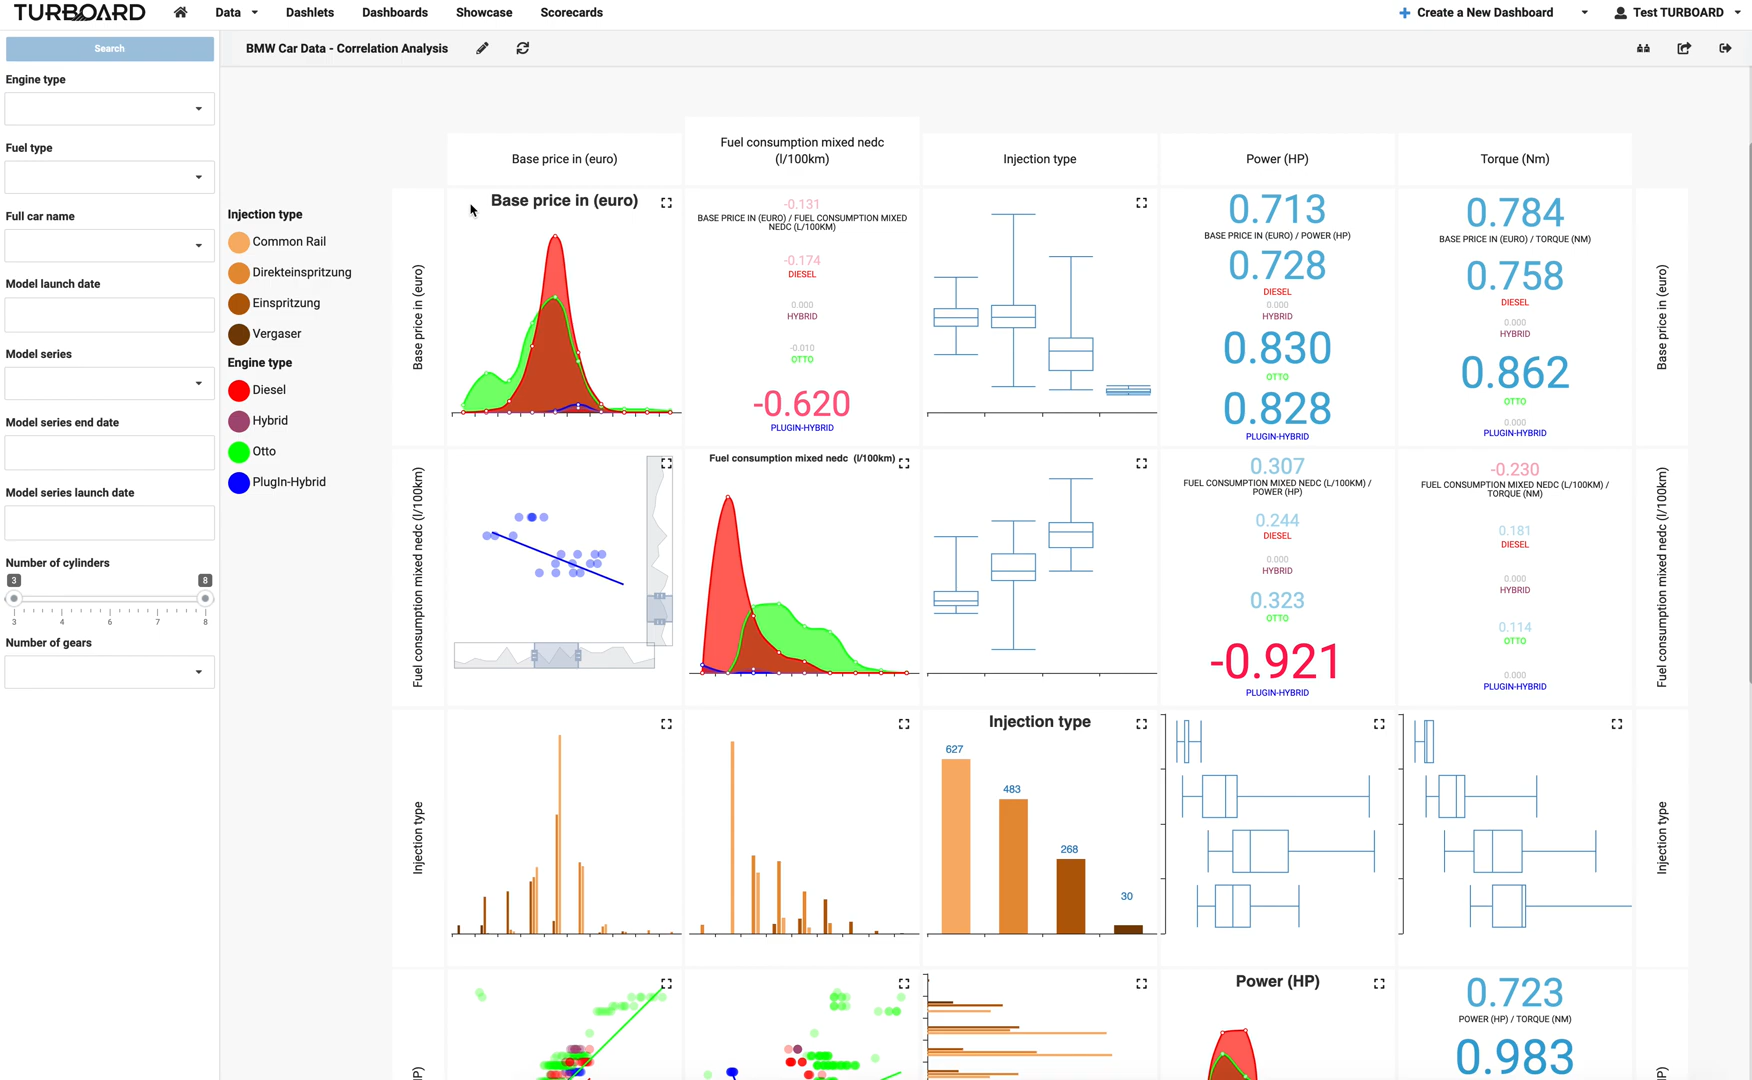 TURBOARD
Data
Dashlets
Dashboards
Showcase
Scorecards
Create a New Dashboard
Test TURBOARD
Search
BMW Car Data - Correlation Analysis
Engine type
Fuel type
Full car name
Model launch date
Model series
Model series end date
Model series launch date
Number of cylinders
3
8
3
4
5
6
7
8
Number of gears
Injection type
Common Rail
Direkteinspritzung
Einspritzung
Vergaser
Engine type
Diesel
Hybrid
Otto
PlugIn-Hybrid
Base price in (euro)
Fuel consumption mixed nedc
(l/100km)
Injection type
Power (HP)
Torque (Nm)
Base price in (euro)
Base price in (euro)
-0.131
BASE PRICE IN (EURO) / FUEL CONSUMPTION MIXED
NEDC (L/100KM)
-0.174
DIESEL
0.000
HYBRID
-0.010
OTTO
-0.620
PLUGIN-HYBRID
0.713
BASE PRICE IN (EURO) / POWER (HP)
0.728
DIESEL
0.000
HYBRID
0.830
OTTO
0.828
PLUGIN-HYBRID
0.784
BASE PRICE IN (EURO) / TORQUE (NM)
0.758
DIESEL
0.000
HYBRID
0.862
OTTO
0.000
PLUGIN-HYBRID
Base price in (euro)
Fuel consumption mixed nedc (l/100km)
Fuel consumption mixed nedc (l/100km)
0.307
FUEL CONSUMPTION MIXED NEDC (L/100KM) /
POWER (HP)
0.244
DIESEL
0.000
HYBRID
0.323
OTTO
-0.921
PLUGIN-HYBRID
-0.230
FUEL CONSUMPTION MIXED NEDC (L/100KM) /
TORQUE (NM)
0.181
DIESEL
0.000
HYBRID
0.114
OTTO
0.000
PLUGIN-HYBRID
Fuel consumption mixed nedc (l/100km)
Injection type
Injection type
627
483
268
30
Injection type
HP)
Power (HP)
0.723
POWER (HP) / TORQUE (NM)
0.983
HP)